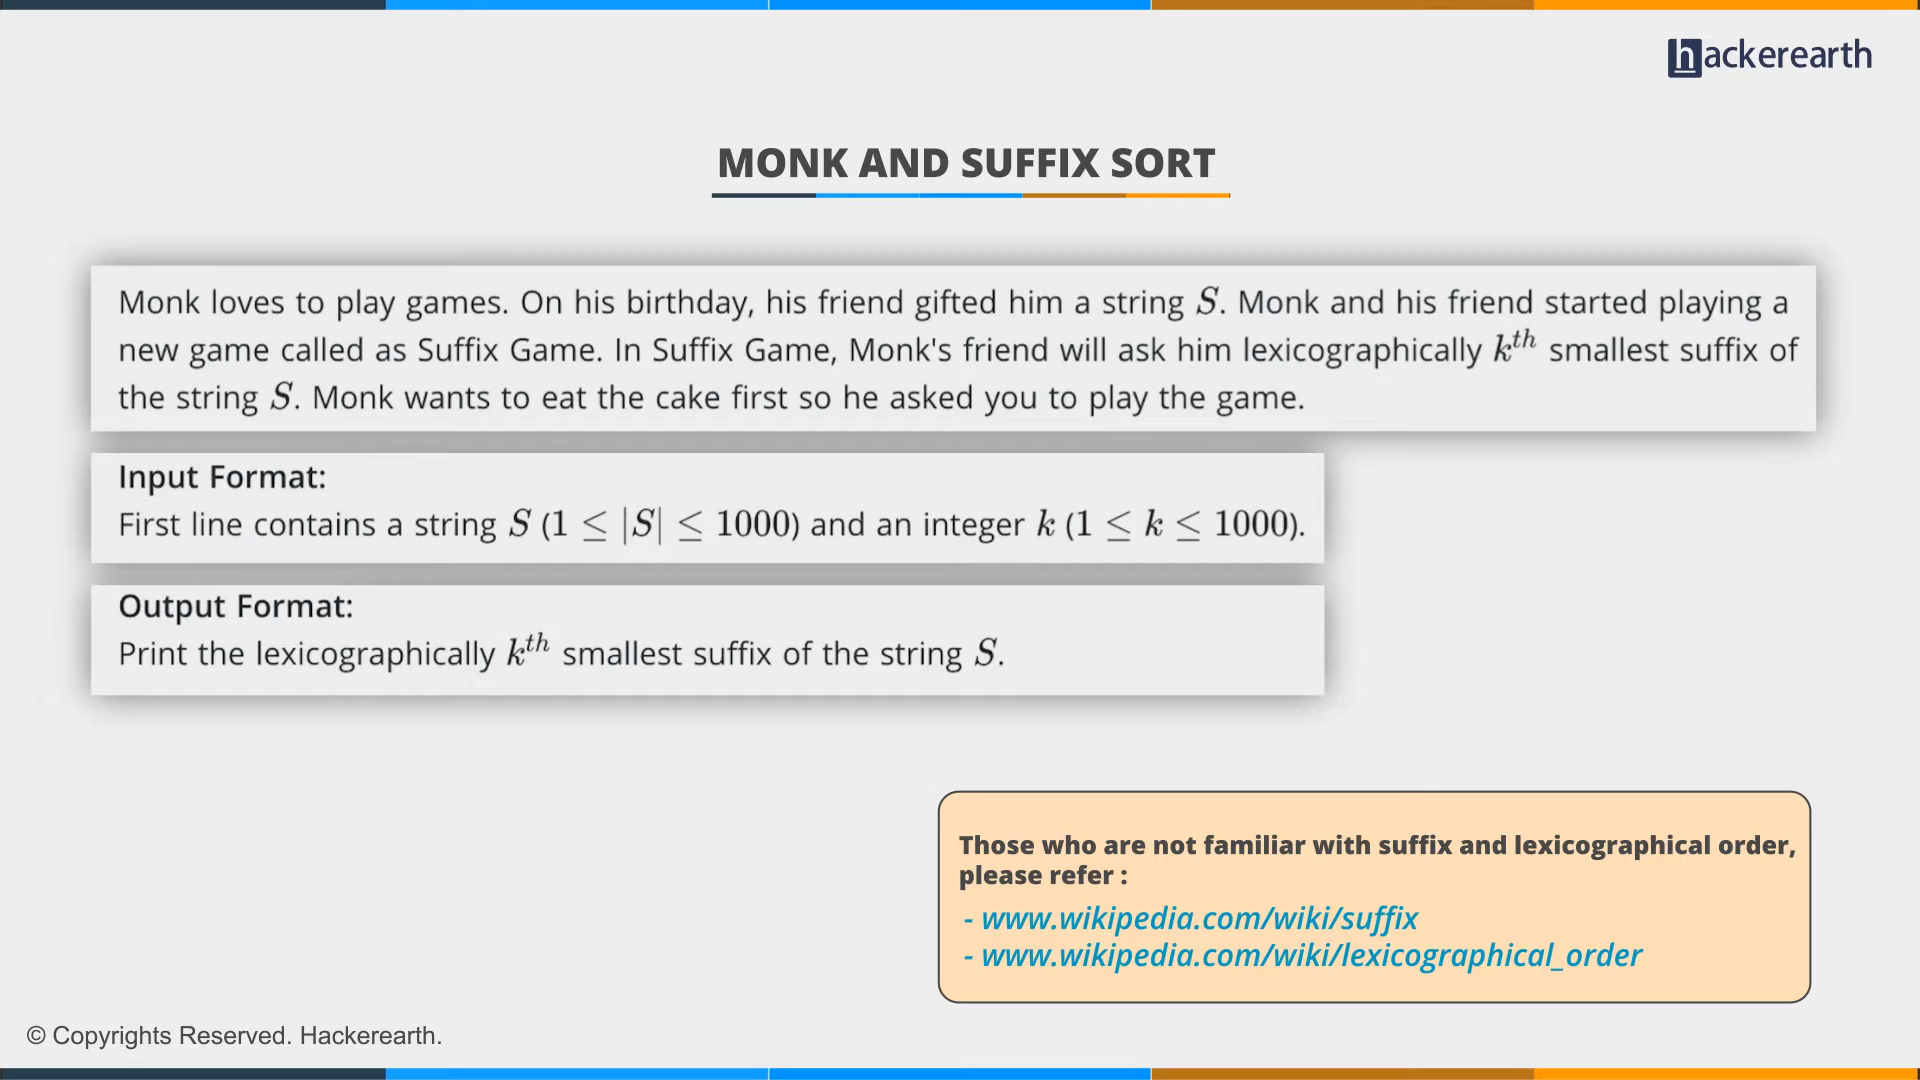 hackerearth
MONK AND SUFFIX SORT
Monk loves to play games. On his birthday, his friend gifted him a string S. Monk and his friend started playing a
new game called as Suffix Game. In Suffix Game, Monk's friend will ask him lexicographically k^{th} smallest suffix of
the string S. Monk wants to eat the cake first so he asked you to play the game.
Input Format:
First line contains a string S (1 ≤ |S| ≤ 1000) and an integer k (1 ≤ k ≤ 1000).
Output Format:
Print the lexicographically k^{th} smallest suffix of the string S.
Those who are not familiar with suffix and lexicographical order,
please refer :
- www.wikipedia.com/wiki/suffix
- www.wikipedia.com/wiki/lexicographical_order
© Copyrights Reserved. Hackerearth.